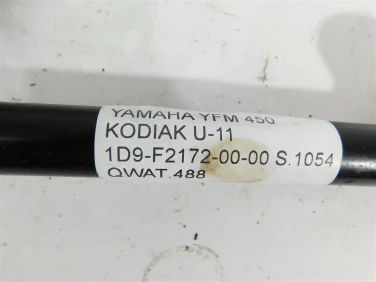 YAMAHA YFM 450
KODIAK U-11
1D9-F2172-00-00 S.1054
QWAT.488